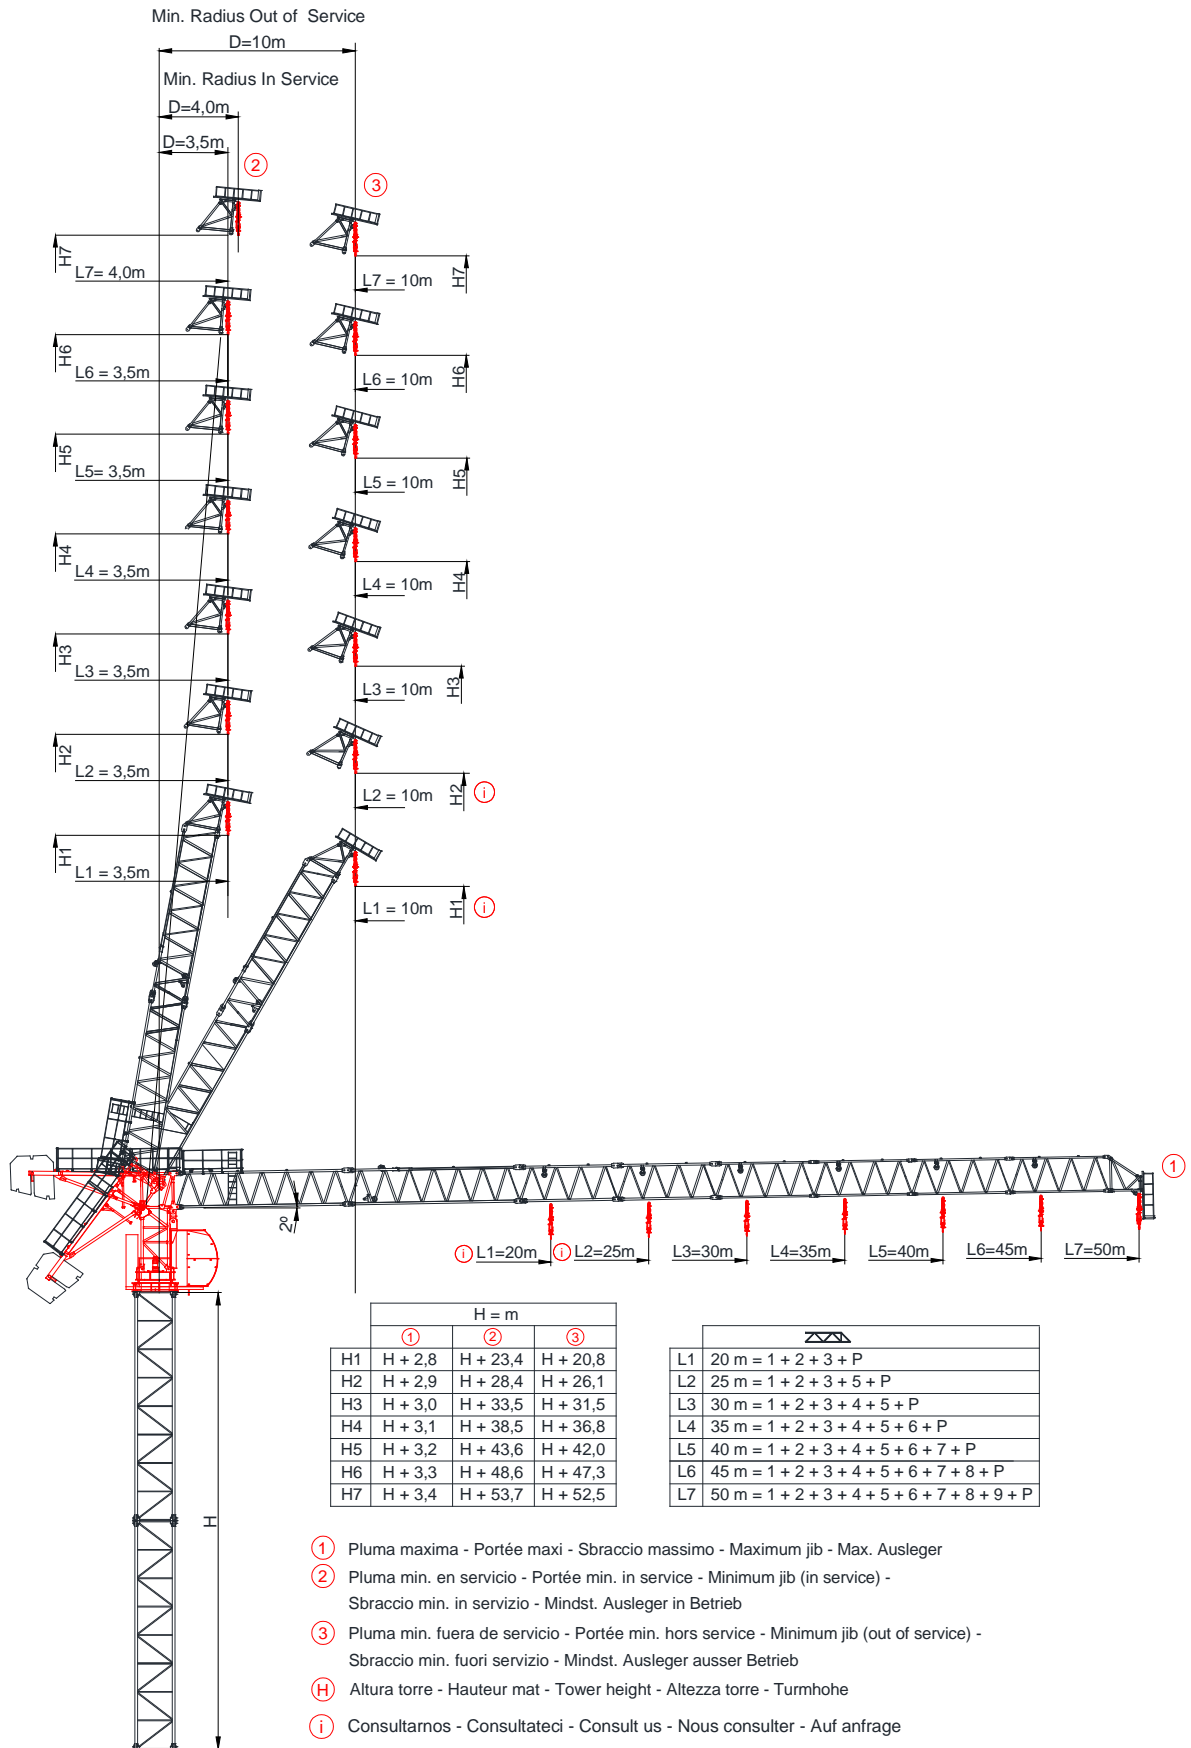 Min. Radius Out of Service
D=10m
Min. Radius In Service
D=4,0m
D=3,5m
2
3
H7
L7= 4,0m
L7 = 10m
H7
H6
L6 = 3,5m
L6 = 10m
H6
H5
L5= 3,5m
L5 = 10m
H5
H4
L4 = 3,5m
L4 = 10m
H4
H3
L3 = 3,5m
L3 = 10m
H3
H2
L2 = 3,5m
L2 = 10m
H2
i
H1
L1 = 3,5m
L1 = 10m
H1
i
1
2º
i L1=20m
i L2=25m
L3=30m
L4=35m
L5=40m
L6=45m
L7=50m
H
H = m
1 2 3
H1 H + 2,8 H + 23,4 H + 20,8
H2 H + 2,9 H + 28,4 H + 26,1
H3 H + 3,0 H + 33,5 H + 31,5
H4 H + 3,1 H + 38,5 H + 36,8
H5 H + 3,2 H + 43,6 H + 42,0
H6 H + 3,3 H + 48,6 H + 47,3
H7 H + 3,4 H + 53,7 H + 52,5
L1 20 m = 1 + 2 + 3 + P
L2 25 m = 1 + 2 + 3 + 5 + P
L3 30 m = 1 + 2 + 3 + 4 + 5 + P
L4 35 m = 1 + 2 + 3 + 4 + 5 + 6 + P
L5 40 m = 1 + 2 + 3 + 4 + 5 + 6 + 7 + P
L6 45 m = 1 + 2 + 3 + 4 + 5 + 6 + 7 + 8 + P
L7 50 m = 1 + 2 + 3 + 4 + 5 + 6 + 7 + 8 + 9 + P
1 Pluma maxima - Portée maxi - Sbraccio massimo - Maximum jib - Max. Ausleger
2 Pluma min. en servicio - Portée min. in service - Minimum jib (in service) -
Sbraccio min. in servizio - Mindst. Ausleger in Betrieb
3 Pluma min. fuera de servicio - Portée min. hors service - Minimum jib (out of service) -
Sbraccio min. fuori servizio - Mindst. Ausleger ausser Betrieb
H Altura torre - Hauteur mat - Tower height - Altezza torre - Turmhohe
i Consultarnos - Consultateci - Consult us - Nous consulter - Auf anfrage